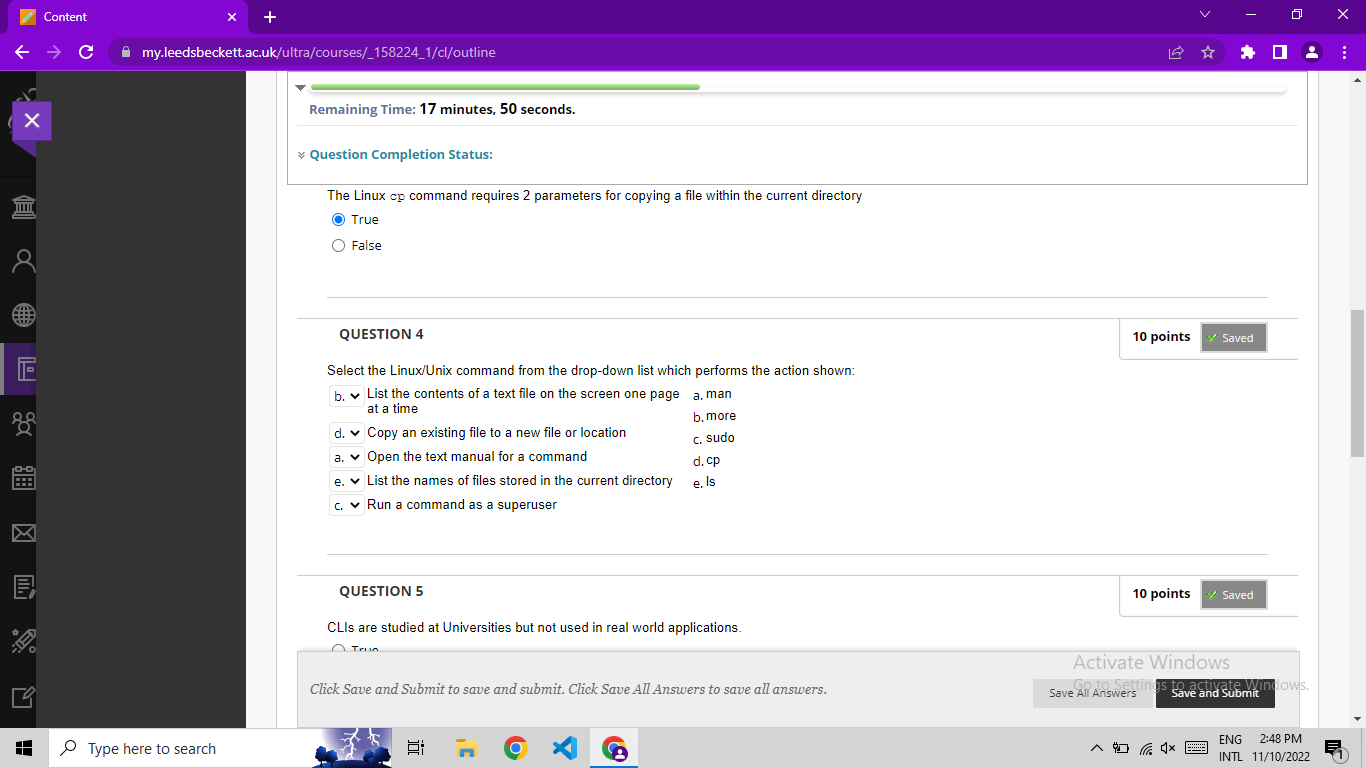 Content
my.leedsbeckett.ac.uk/ultra/courses/_158224_1/cl/outline
Remaining Time: 17 minutes, 50 seconds.
Question Completion Status:
The Linux cp command requires 2 parameters for copying a file within the current directory
True
False
QUESTION 4
10 points
Saved
Select the Linux/Unix command from the drop-down list which performs the action shown:
b. List the contents of a text file on the screen one page
at a time
d. Copy an existing file to a new file or location
a. Open the text manual for a command
e. List the names of files stored in the current directory
c. Run a command as a superuser
a. man
b. more
c. sudo
d. cp
e. ls
QUESTION 5
10 points
Saved
CLIs are studied at Universities but not used in real world applications.
True
Click Save and Submit to save and submit. Click Save All Answers to save all answers.
Activate Windows
Go to Settings to activate Windows.
Save All Answers
Save and Submit
Type here to search
ENG
INTL
2:48 PM
11/10/2022
1